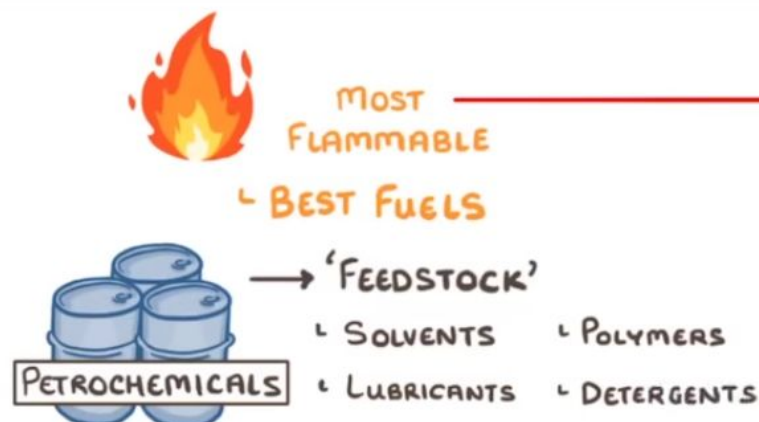 MOST
FLAMMABLE
BEST FUELS
'FEEDSTOCK'
SOLVENTS
POLYMERS
PETROCHEMICALS
LUBRICANTS
DETERGENTS